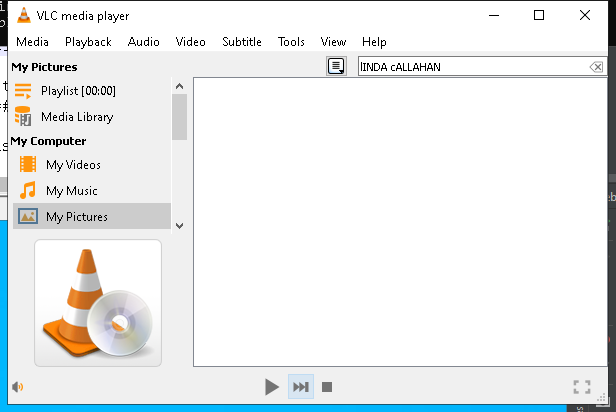 VLC media player
Media Playback Audio Video Subtitle Tools View Help
My Pictures
lINDA cALLAHAN
Playlist [00:00]
Media Library
My Computer
My Videos
My Music
My Pictures